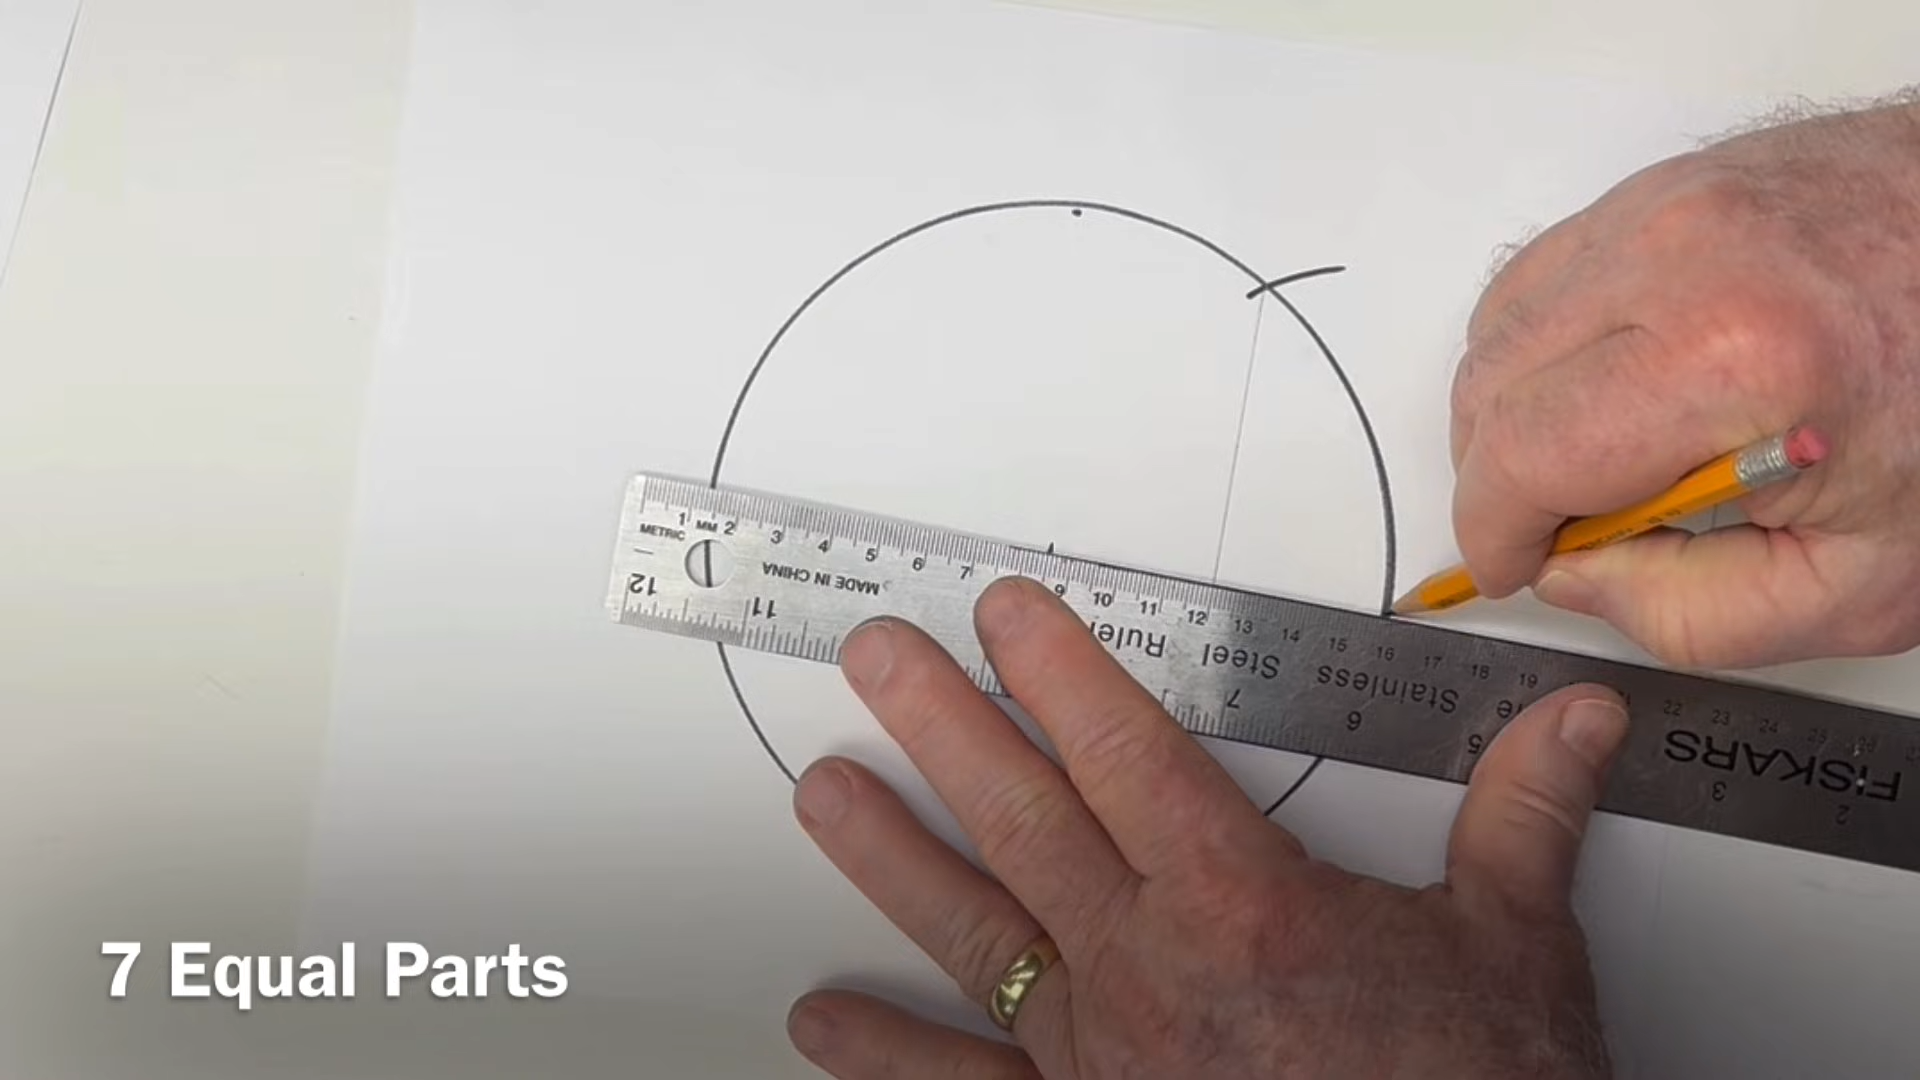 1 MM 2 3 4 5 6 7 9 10 11 12 13 14 15 16 17 18 19 22 23 24 25 26
METRIC
MADE IN CHINA
12 11 7 6 5 3 2
Stainless Steel Ruler
FISKARS
7 Equal Parts